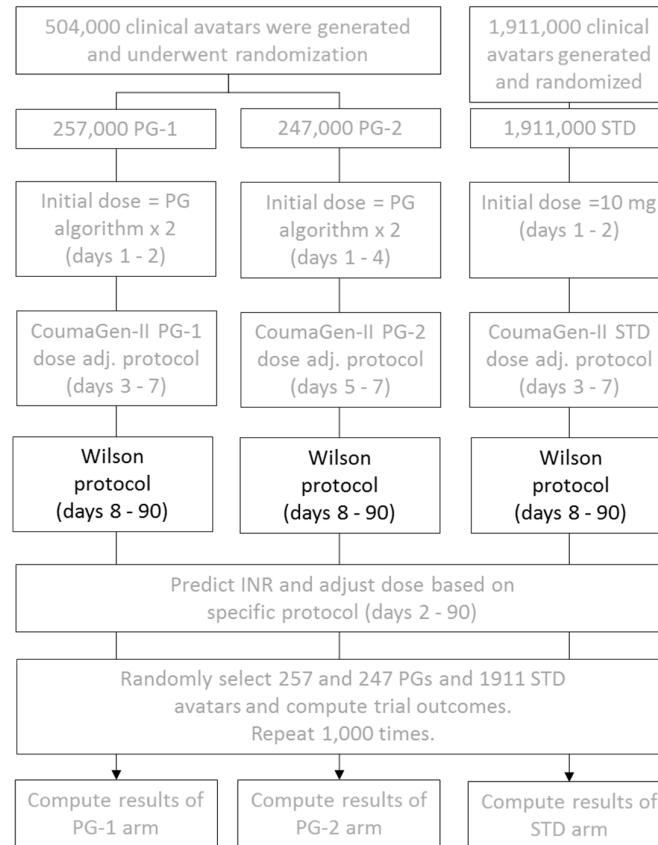 504,000 clinical avatars were generated
and underwent randomization
1,911,000 clinical
avatars generated
and randomized
257,000 PG-1
247,000 PG-2
1,911,000 STD
Initial dose = PG
algorithm x 2
(days 1 - 2)
Initial dose = PG
algorithm x 2
(days 1 - 4)
Initial dose =10 mg
(days 1 - 2)
CoumaGen-II PG-1
dose adj. protocol
(days 3 - 7)
CoumaGen-II PG-2
dose adj. protocol
(days 5 - 7)
CoumaGen-II STD
dose adj. protocol
(days 3 - 7)
Wilson
protocol
(days 8 - 90)
Wilson
protocol
(days 8 - 90)
Wilson
protocol
(days 8 - 90)
Predict INR and adjust dose based on
specific protocol (days 2 - 90)
Randomly select 257 and 247 PGs and 1911 STD
avatars and compute trial outcomes.
Repeat 1,000 times.
Compute results of
PG-1 arm
Compute results of
PG-2 arm
Compute results of
STD arm